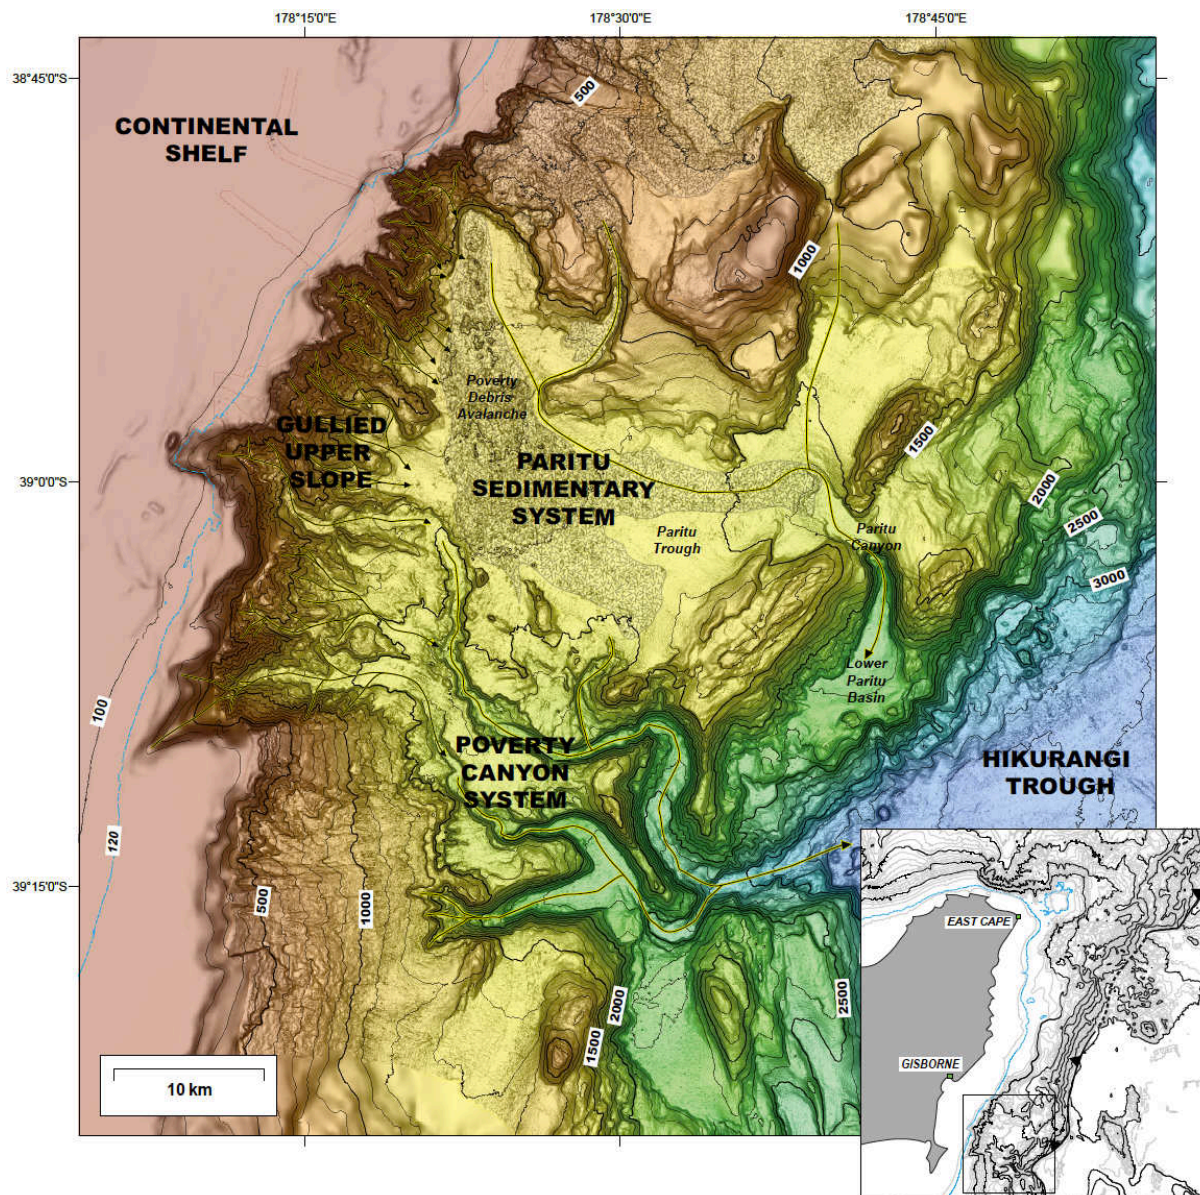 178°15'0"E
178°30'0"E
178°45'0"E
38°45'0"S
500
CONTINENTAL
SHELF
1000
Poverty
Debris
Avalanche
GULLIED
UPPER
SLOPE
1500
39°0'0"S
PARITU
SEDIMENTARY
SYSTEM
2000
2500
Paritu
Trough
Paritu
Canyon
3000
Lower
Paritu
Basin
100
POVERTY
CANYON
SYSTEM
HIKURANGI
TROUGH
120
39°15'0"S
500
1000
2000
2500
1500
10 km
EAST CAPE
GISBORNE